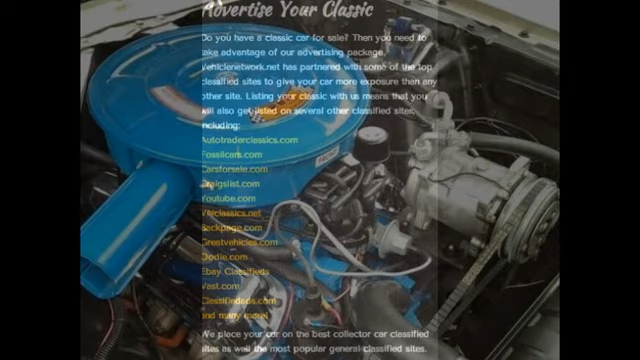 Advertise Your Classic
Do you have a classic car for sale? Then you need to
take advantage of our advertising package.
Vehiclenetwork.net has partnered with some of the top
classified sites to give your car more exposure than any
other site. Listing your classic with us means that you
will also get listed on several other classified sites.
Including:
Autotraderclassics.com
Fossilcars.com
Carsforsale.com
Craigslist.com
Youtube.com
VNclassics.net
Backpage.com
Greatvehicles.com
Oodle.com
Ebay Classifieds
Vast.com
Classifiedads.com
and many more!
We place your car on the best collector car classified
sites as well the most popular general classified sites.